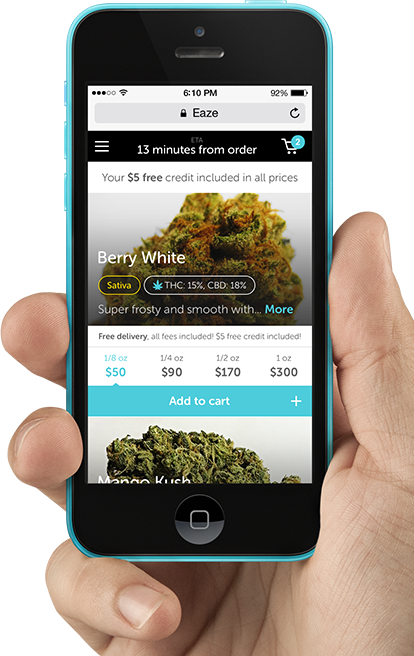 6:10 PM 92%
Eaze
ETA
13 minutes from order
2
Your $5 free credit included in all prices
Berry White
Sativa THC: 15%, CBD: 18%
Super frosty and smooth with... More
Free delivery, all fees included! $5 free credit included!
1/8 oz 1/4 oz 1/2 oz 1 oz
$50 $90 $170 $300
Add to cart +
Mango Kush